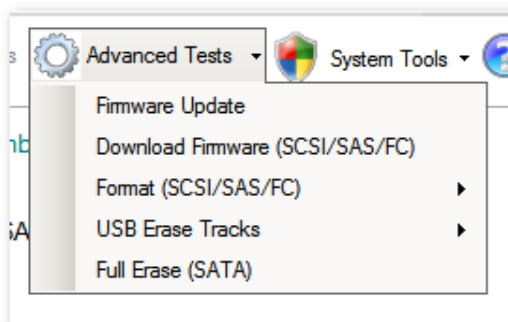 Advanced Tests
System Tools
Firmware Update
Download Firmware (SCSI/SAS/FC)
Format (SCSI/SAS/FC)
USB Erase Tracks
Full Erase (SATA)